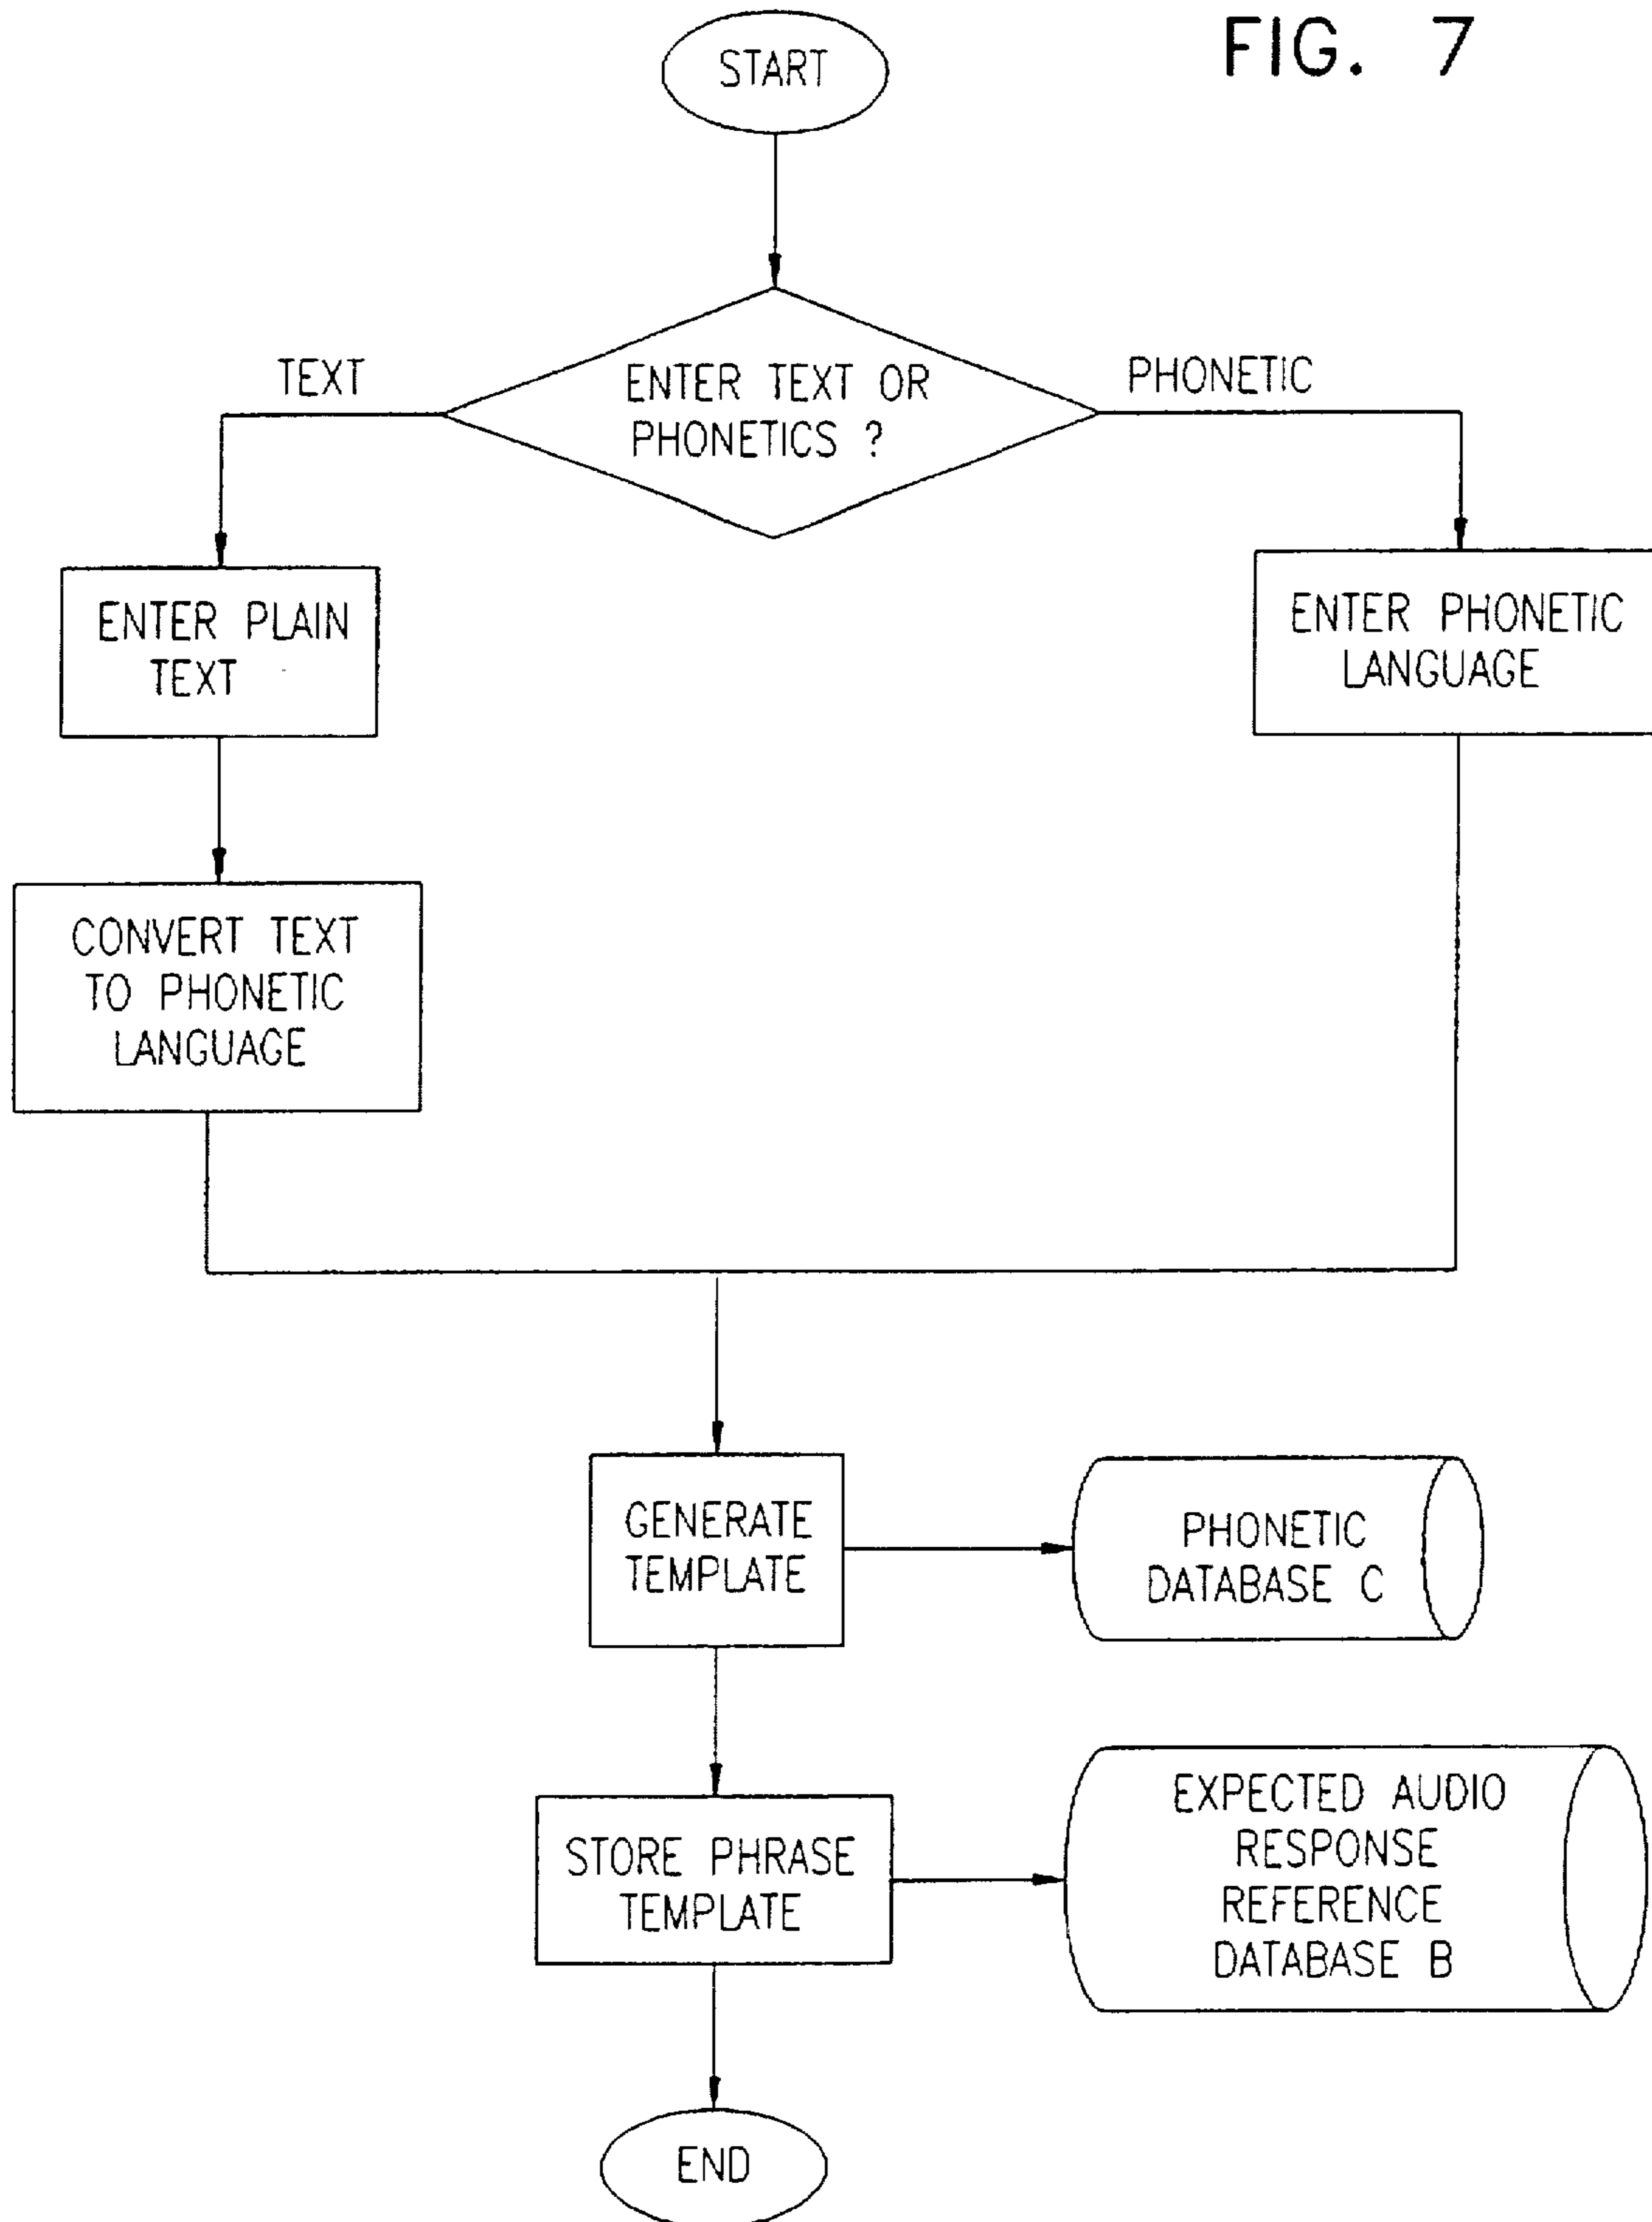 FIG. 7
START
ENTER TEXT OR
PHONETICS ?
TEXT
PHONETIC
ENTER PLAIN
TEXT
ENTER PHONETIC
LANGUAGE
CONVERT TEXT
TO PHONETIC
LANGUAGE
GENERATE
TEMPLATE
PHONETIC
DATABASE C
STORE PHRASE
TEMPLATE
EXPECTED AUDIO
RESPONSE
REFERENCE
DATABASE B
END